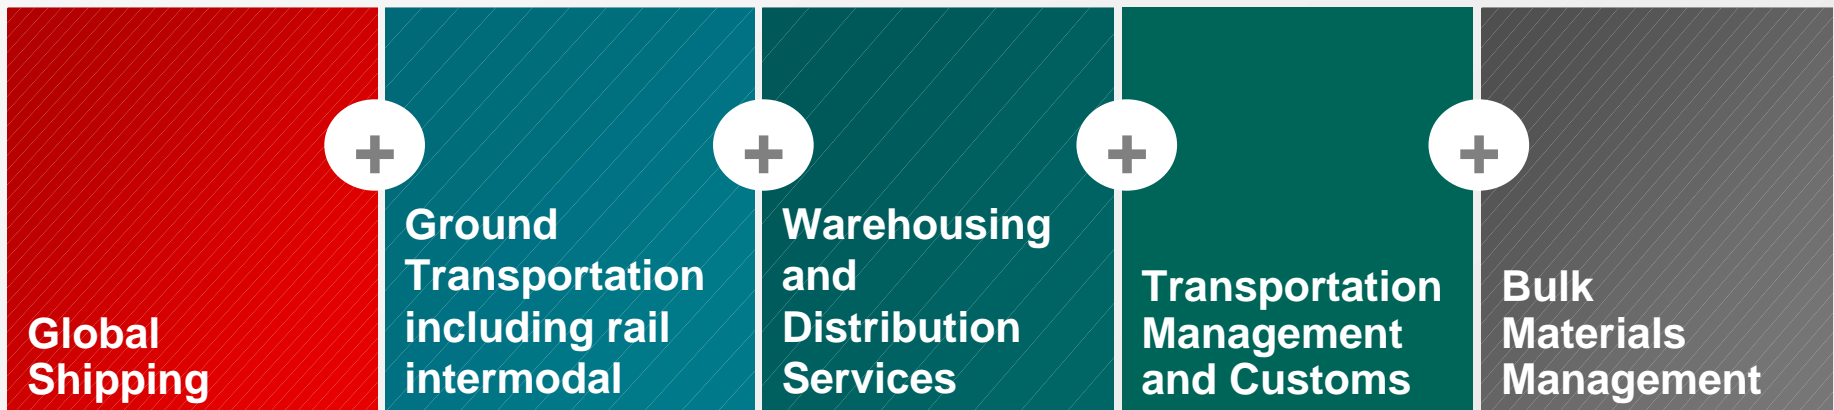 Global
Shipping
+
Ground
Transportation
including rail
intermodal
+
Warehousing
and
Distribution
Services
+
Transportation
Management
and Customs
+
Bulk
Materials
Management